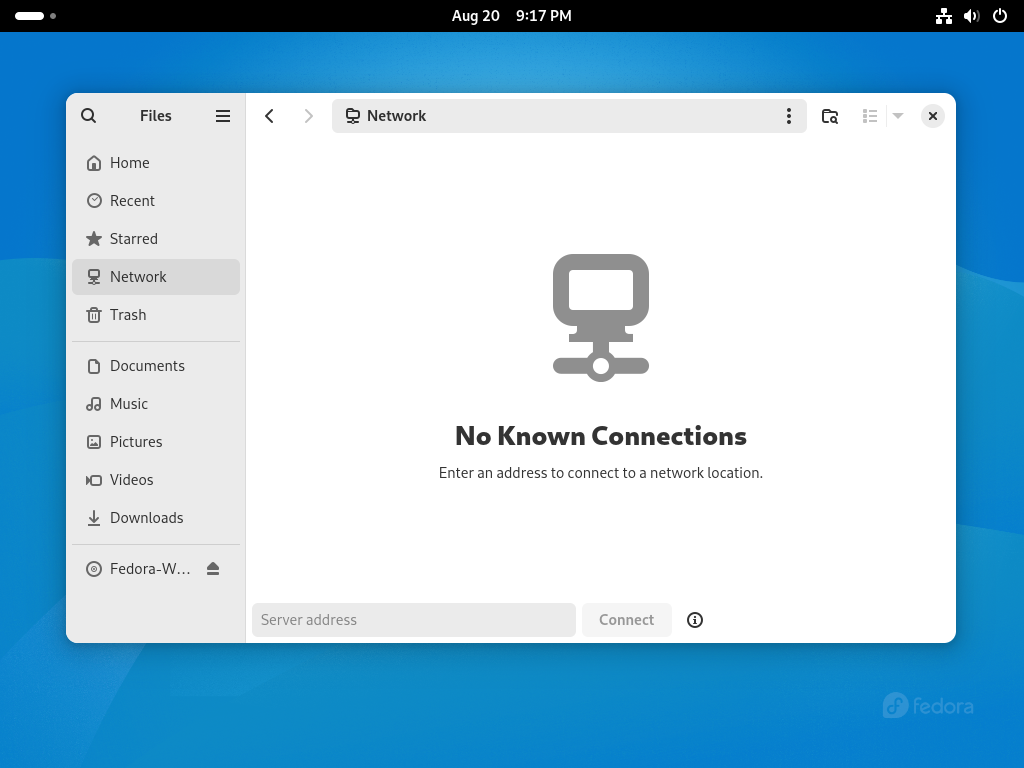 Aug 20 9:17 PM
Files
Network
Home
Recent
Starred
Network
Trash
Documents
Music
Pictures
Videos
Downloads
Fedora-W...
No Known Connections
Enter an address to connect to a network location.
Server address
Connect
fedora